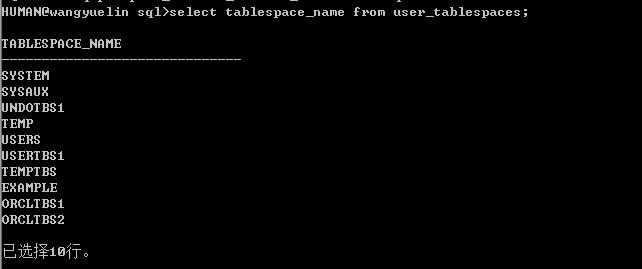 HUMAN@wangyuelin sql>select tablespace_name from user_tablespaces;
TABLESPACE_NAME
------------------------------
SYSTEM
SYSAUX
UNDOTBS1
TEMP
USERS
USERTBS1
TEMPTBS
EXAMPLE
ORCLTBS1
ORCLTBS2
已选择10行。